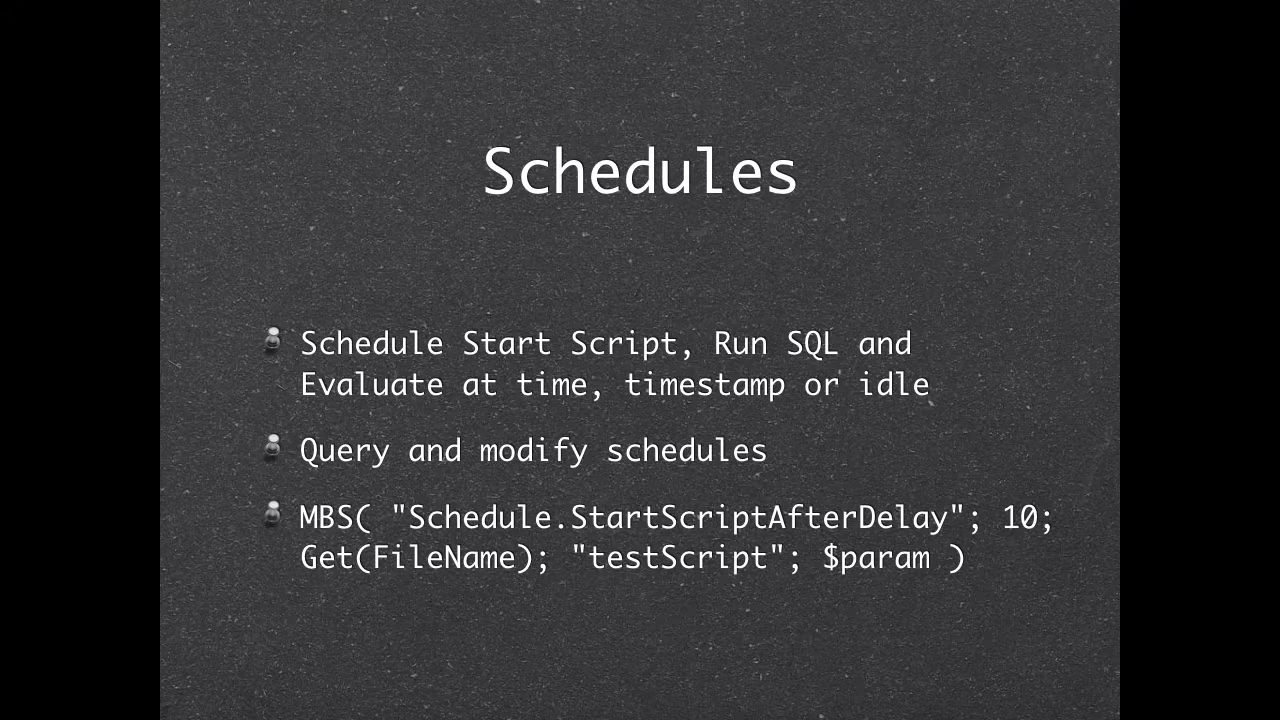 Schedules
Schedule Start Script, Run SQL and
Evaluate at time, timestamp or idle
Query and modify schedules
MBS( "Schedule.StartScriptAfterDelay"; 10;
Get(FileName); "testScript"; $param )